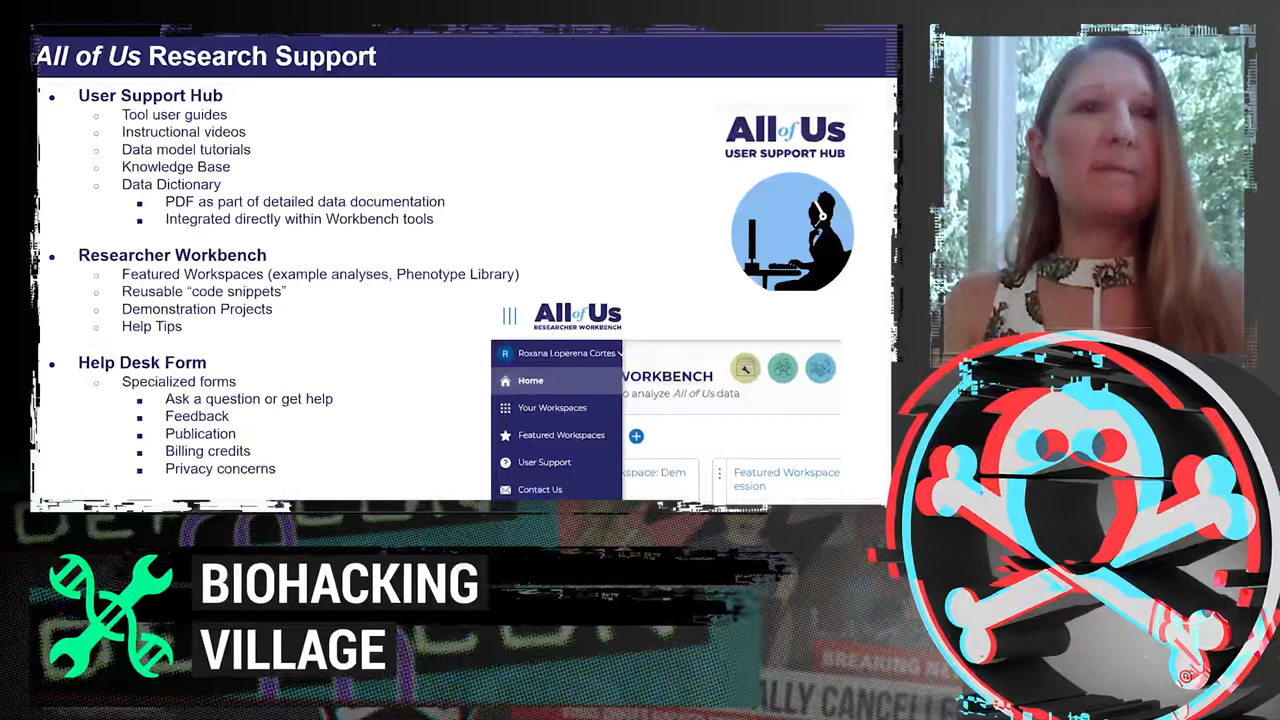 All of Us Research Support
• User Support Hub
○ Tool user guides
○ Instructional videos
○ Data model tutorials
○ Knowledge Base
○ Data Dictionary
■ PDF as part of detailed data documentation
■ Integrated directly within Workbench tools
• Researcher Workbench
○ Featured Workspaces (example analyses, Phenotype Library)
○ Reusable “code snippets”
○ Demonstration Projects
○ Help Tips
• Help Desk Form
○ Specialized forms
■ Ask a question or get help
■ Feedback
■ Publication
■ Billing credits
■ Privacy concerns
All of Us
USER SUPPORT HUB
All of Us
RESEARCHER WORKBENCH
R Roxana Loperena Cortes
Home
Your Workspaces
Featured Workspaces
User Support
Contact Us
WORKBENCH
o analyze All of Us data
kspace: Dem
Featured Workspace
ession
BIOHACKING
VILLAGE
BREAKING NE
ALLY CANCELLE